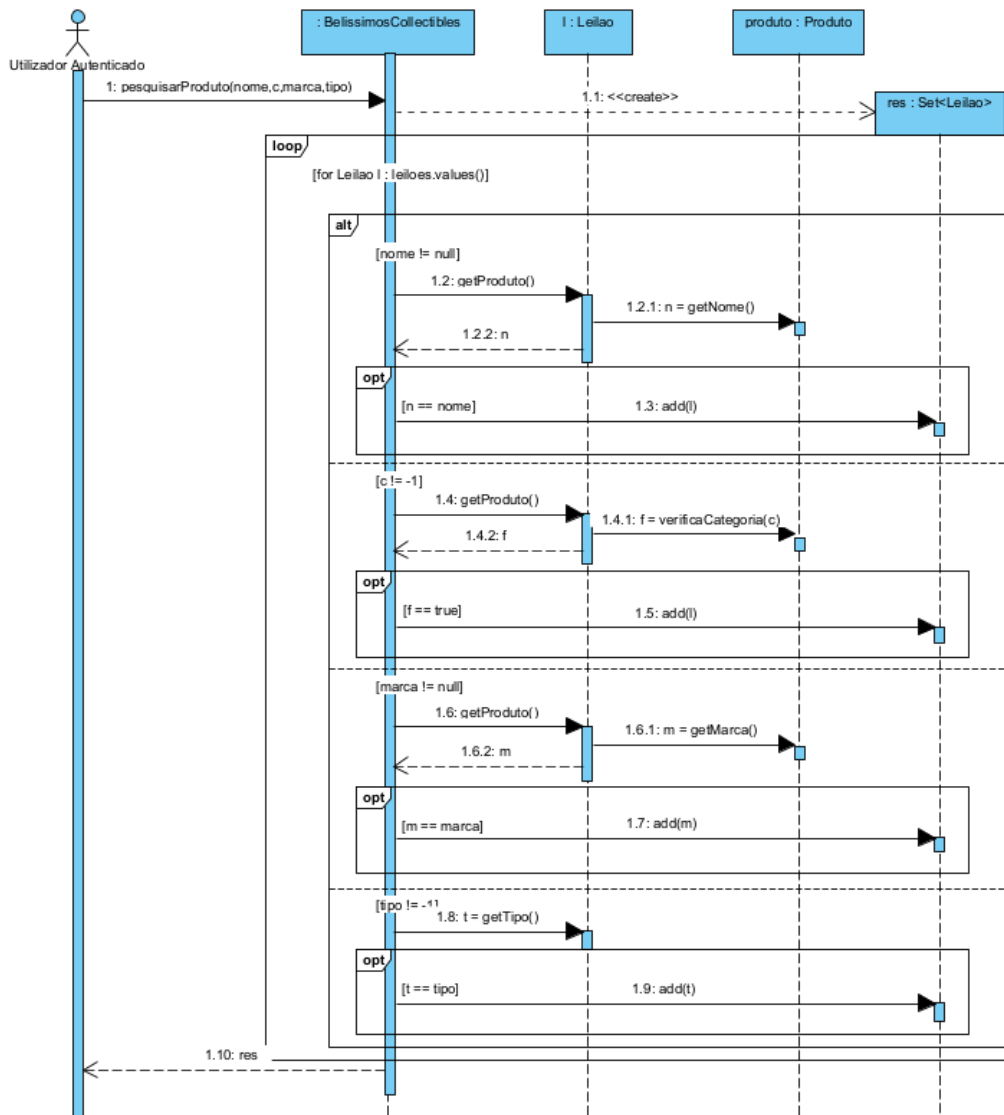 : BelissimosCollectibles
l : Leilao
produto : Produto
Utilizador Autenticado
1: pesquisarProduto(nome,c,marca,tipo)
1.1: <<create>>
res : Set<Leilao>
loop
[for Leilao l : leiloes.values()]
alt
[nome != null]
1.2: getProduto()
1.2.1: n = getNome()
1.2.2: n
opt
[n == nome]
1.3: add(l)
[c != -1]
1.4: getProduto()
1.4.1: f = verificaCategoria(c)
1.4.2: f
opt
[f == true]
1.5: add(l)
[marca != null]
1.6: getProduto()
1.6.1: m = getMarca()
1.6.2: m
opt
[m == marca]
1.7: add(m)
[tipo != -1]
1.8: t = getTipo()
opt
[t == tipo]
1.9: add(t)
1.10: res